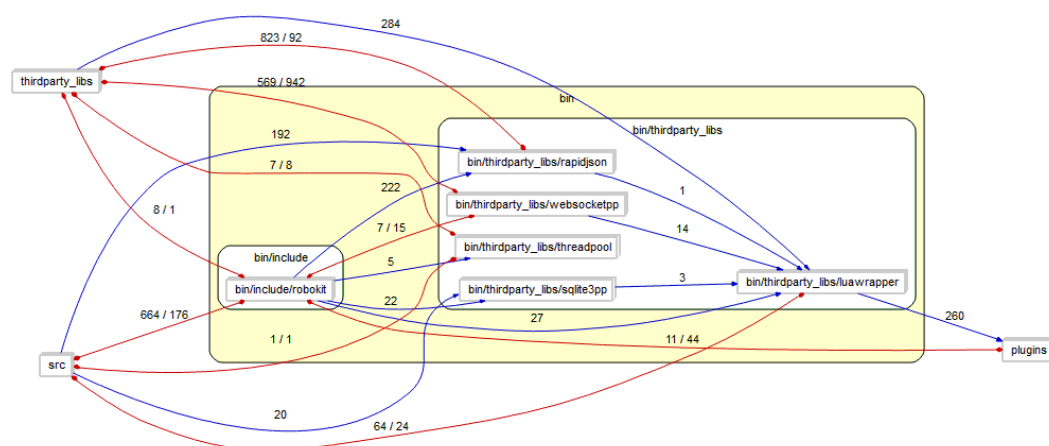 284
823 / 92
thirdparty_libs
569 / 942
bin
bin/thirdparty_libs
192
bin/thirdparty_libs/rapidjson
7 / 8
222
1
bin/thirdparty_libs/websocketpp
8 / 1
7 / 15
14
bin/thirdparty_libs/threadpool
bin/include
5
bin/include/robokit
bin/thirdparty_libs/sqlite3pp
3
bin/thirdparty_libs/luawrapper
22
664 / 176
27
260
1 / 1
11 / 44
plugins
src
20
64 / 24